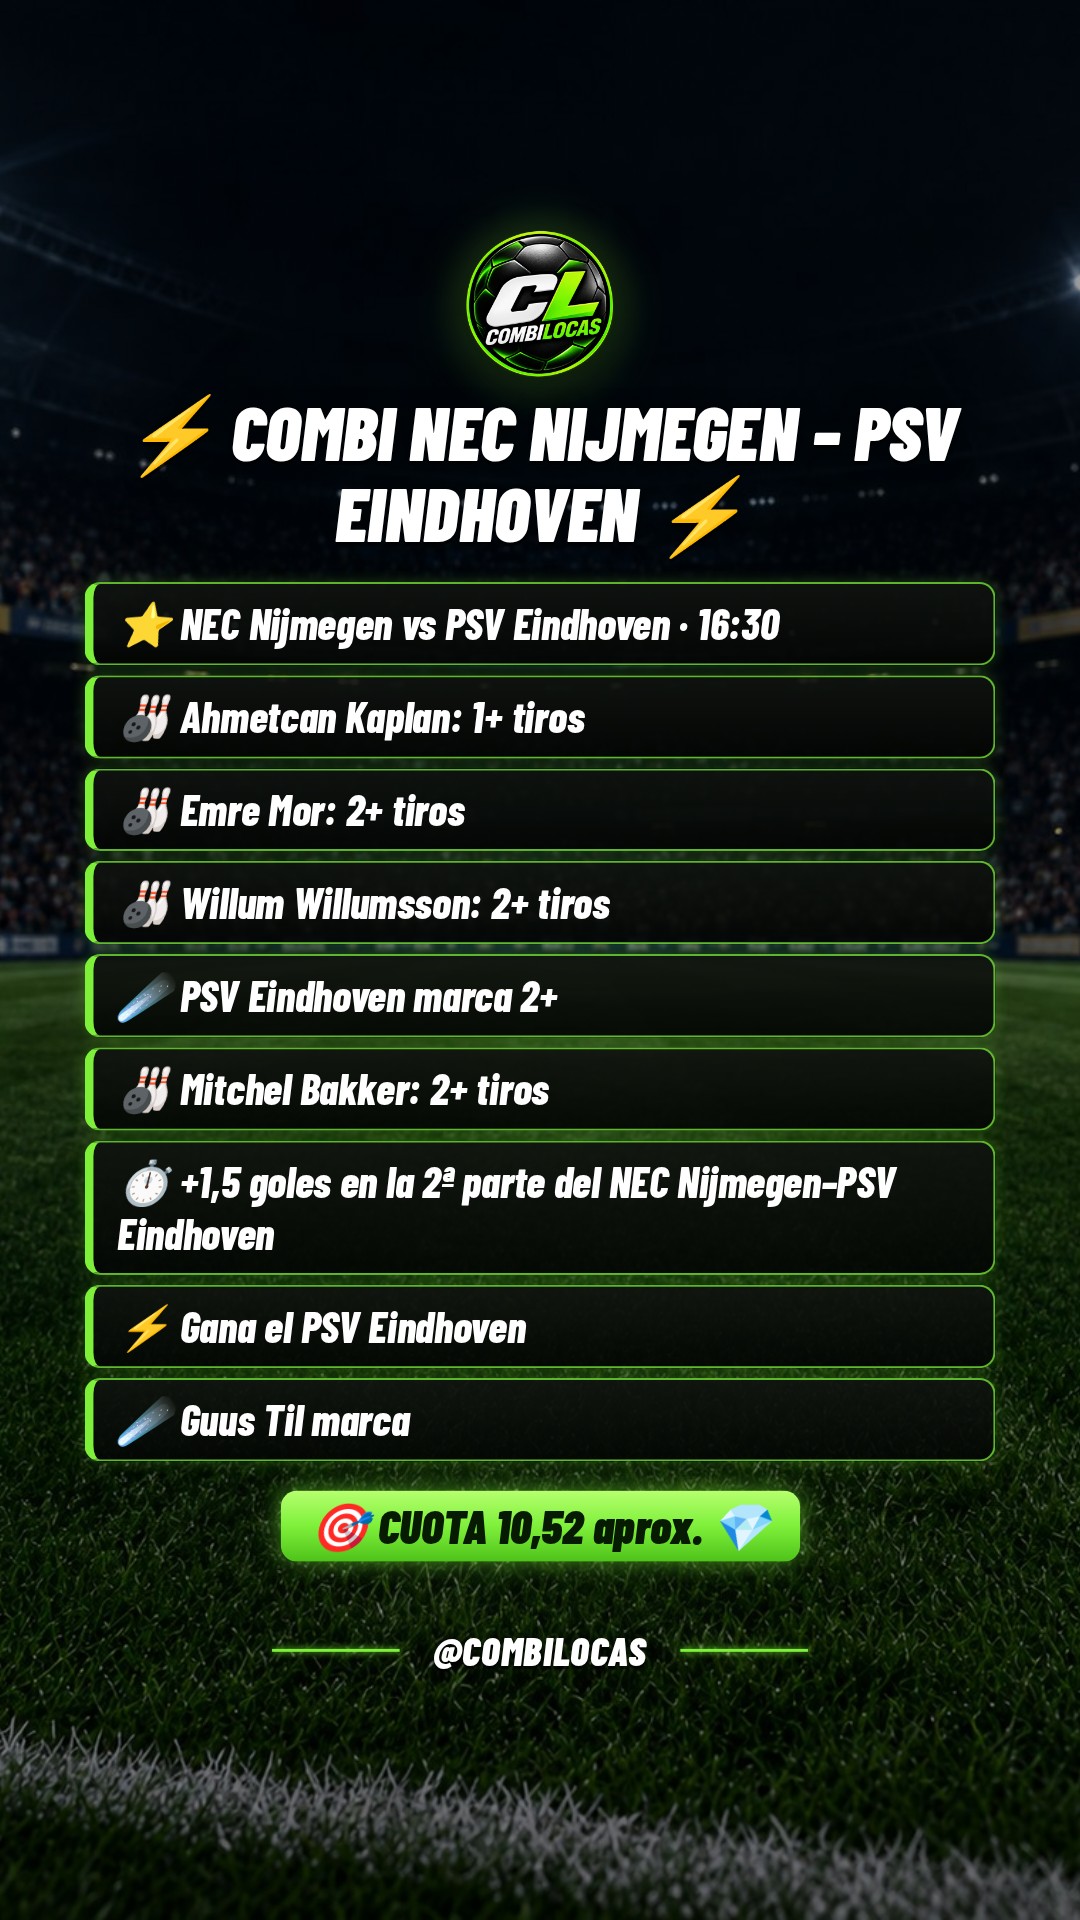 CL
COMBILOCAS
⚡ COMBI NEC NIJMEGEN – PSV
EINDHOVEN ⚡
⭐ NEC Nijmegen vs PSV Eindhoven · 16:30
🎳 Ahmetcan Kaplan: 1+ tiros
🎳 Emre Mor: 2+ tiros
🎳 Willum Willumsson: 2+ tiros
☄️ PSV Eindhoven marca 2+
🎳 Mitchel Bakker: 2+ tiros
⏱️ +1,5 goles en la 2ª parte del NEC Nijmegen–PSV
Eindhoven
⚡ Gana el PSV Eindhoven
☄️ Guus Til marca
🎯 CUOTA 10,52 aprox. 💎
@COMBILOCAS